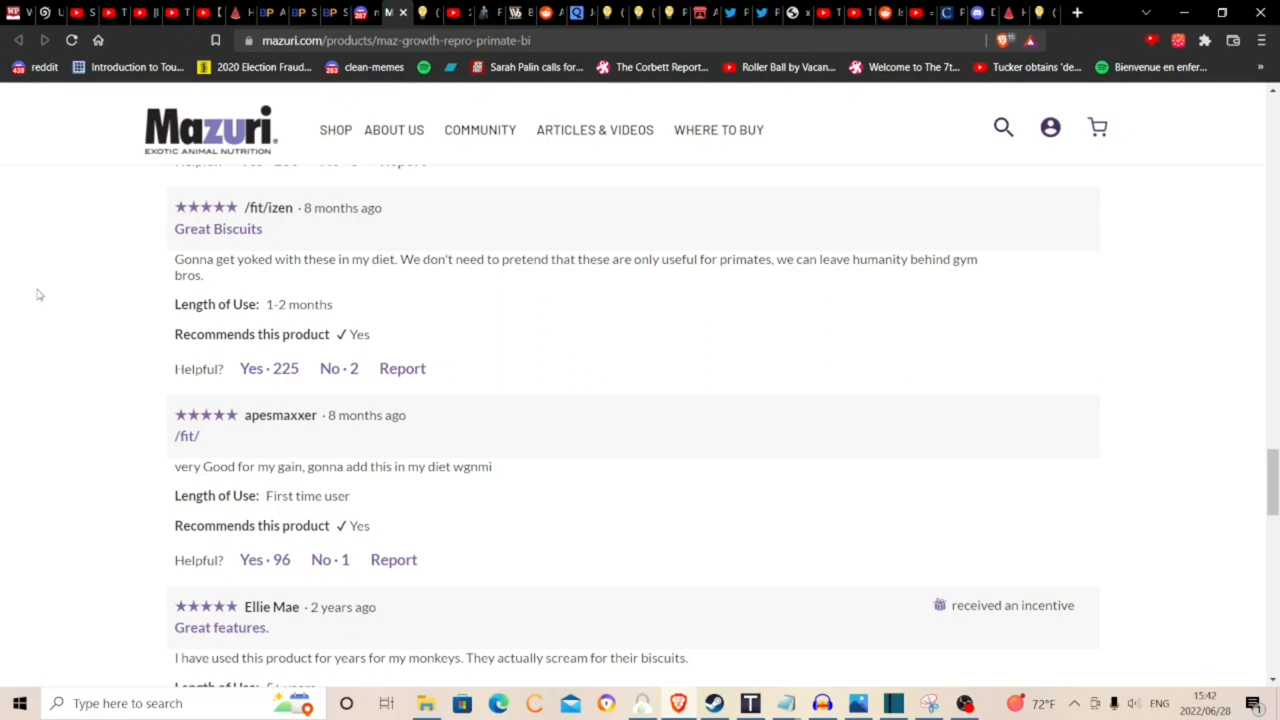 mazuri.com/products/maz-growth-repro-primate-bi
15
439 reddit Introduction to Tou... 2020 Election Fraud... 263 clean-memes Sarah Palin calls for... The Corbett Report... Roller Ball by Vacan... Welcome to The 7t... Tucker obtains 'de... Bienvenue en enfer... »
Mazuri
EXOTIC ANIMAL NUTRITION
SHOP ABOUT US COMMUNITY ARTICLES & VIDEOS WHERE TO BUY
★★★★★ /fit/izen · 8 months ago
Great Biscuits
Gonna get yoked with these in my diet. We don't need to pretend that these are only useful for primates, we can leave humanity behind gym
bros.
Length of Use: 1-2 months
Recommends this product ✓ Yes
Helpful? Yes · 225 No · 2 Report
★★★★★ apesmaxxer · 8 months ago
/fit/
very Good for my gain, gonna add this in my diet wgnmi
Length of Use: First time user
Recommends this product ✓ Yes
Helpful? Yes · 96 No · 1 Report
★★★★★ Ellie Mae · 2 years ago received an incentive
Great features.
I have used this product for years for my monkeys. They actually scream for their biscuits.
Type here to search
72°F ENG 15:42
2022/06/28